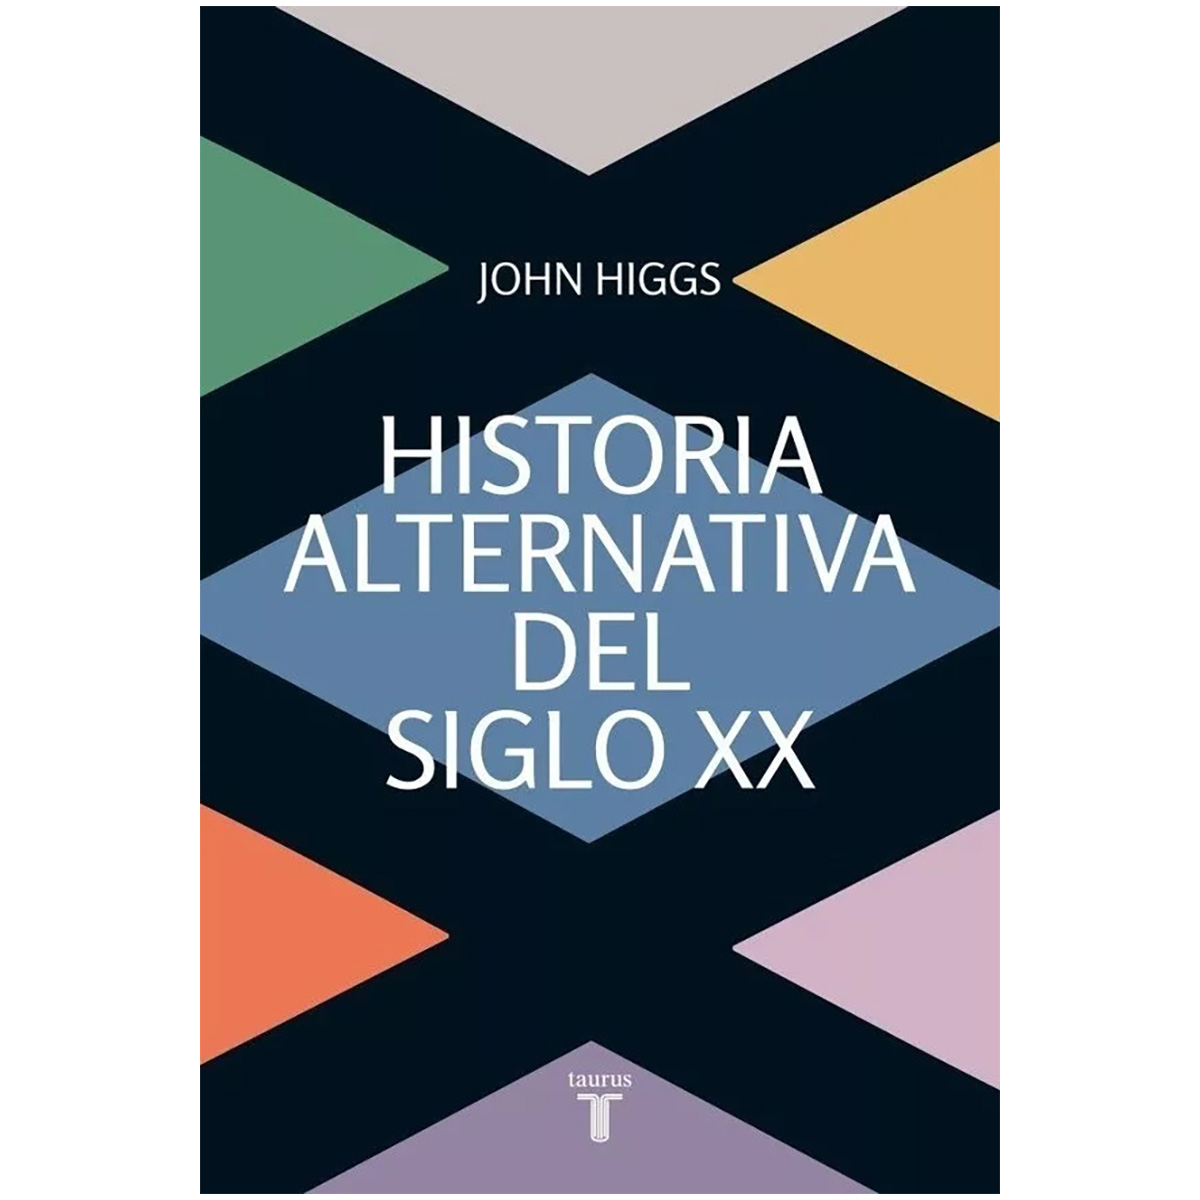 JOHN HIGGS
HISTORIA
ALTERNATIVA
DEL
SIGLO XX
taurus